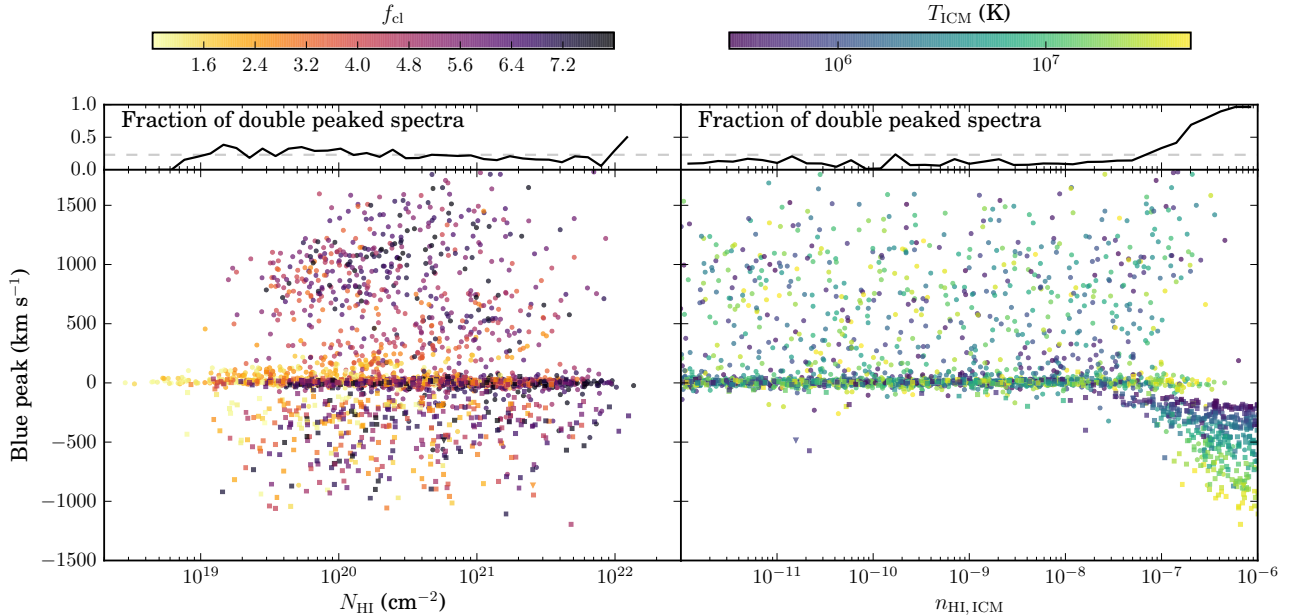 f_cl
1.6 2.4 3.2 4.0 4.8 5.6 6.4 7.2
T_ICM (K)
10^6 10^7
Fraction of double peaked spectra
1.0
0.5
0.0
Fraction of double peaked spectra
Blue peak (km s^−1)
1500
1000
500
0
−500
−1000
−1500
10^19 10^20 10^21 10^22
N_HI (cm^−2)
10^−11 10^−10 10^−9 10^−8 10^−7 10^−6
n_HI, ICM